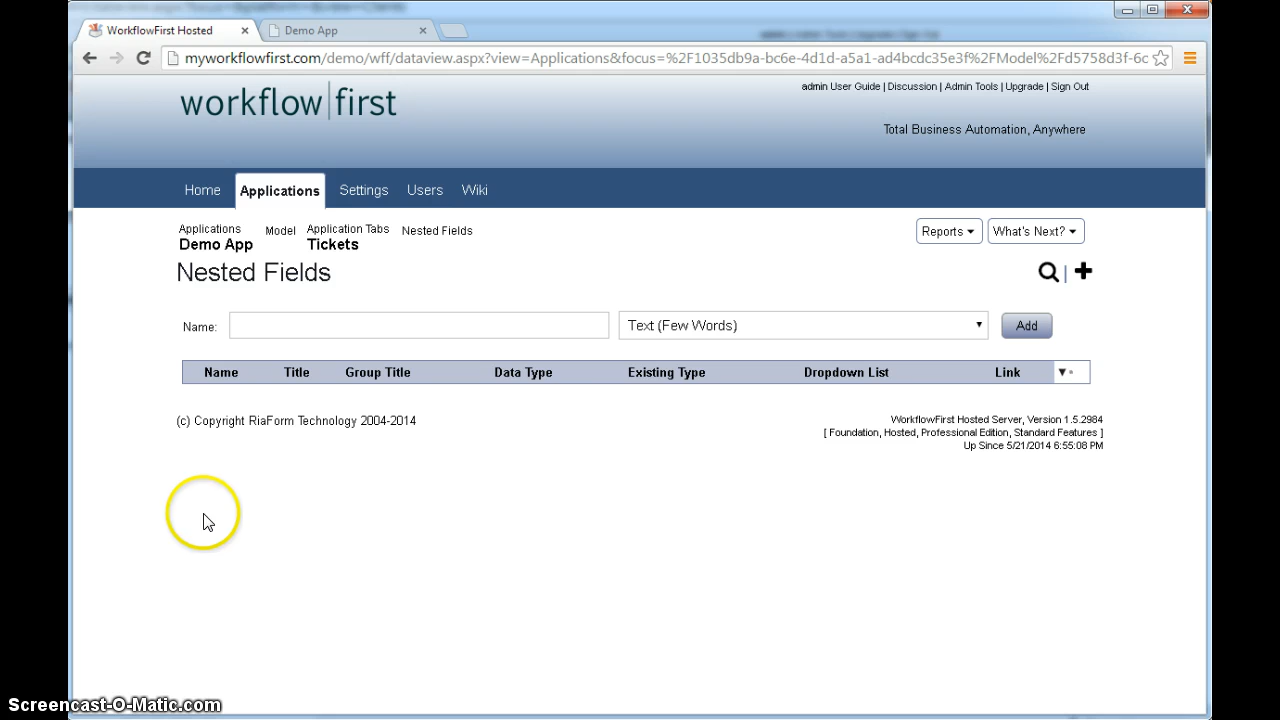 WorkflowFirst Hosted
Demo App
myworkflowfirst.com/demo/wff/dataview.aspx?view=Applications&focus=%2F1035db9a-bc6e-4d1d-a5a1-ad4bcdc35e3f%2FModel%2Fd5758d3f-6c
workflow|first
admin User Guide | Discussion | Admin Tools | Upgrade | Sign Out
Total Business Automation, Anywhere
Home Applications Settings Users Wiki
Applications Model Application Tabs Nested Fields
Demo App Tickets
Reports What's Next?
Nested Fields
Name: Text (Few Words) Add
Name Title Group Title Data Type Existing Type Dropdown List Link
(c) Copyright RiaForm Technology 2004-2014
WorkflowFirst Hosted Server, Version 1.5.2984
[ Foundation, Hosted, Professional Edition, Standard Features ]
Up Since 5/21/2014 6:55:08 PM
Screencast-O-Matic.com